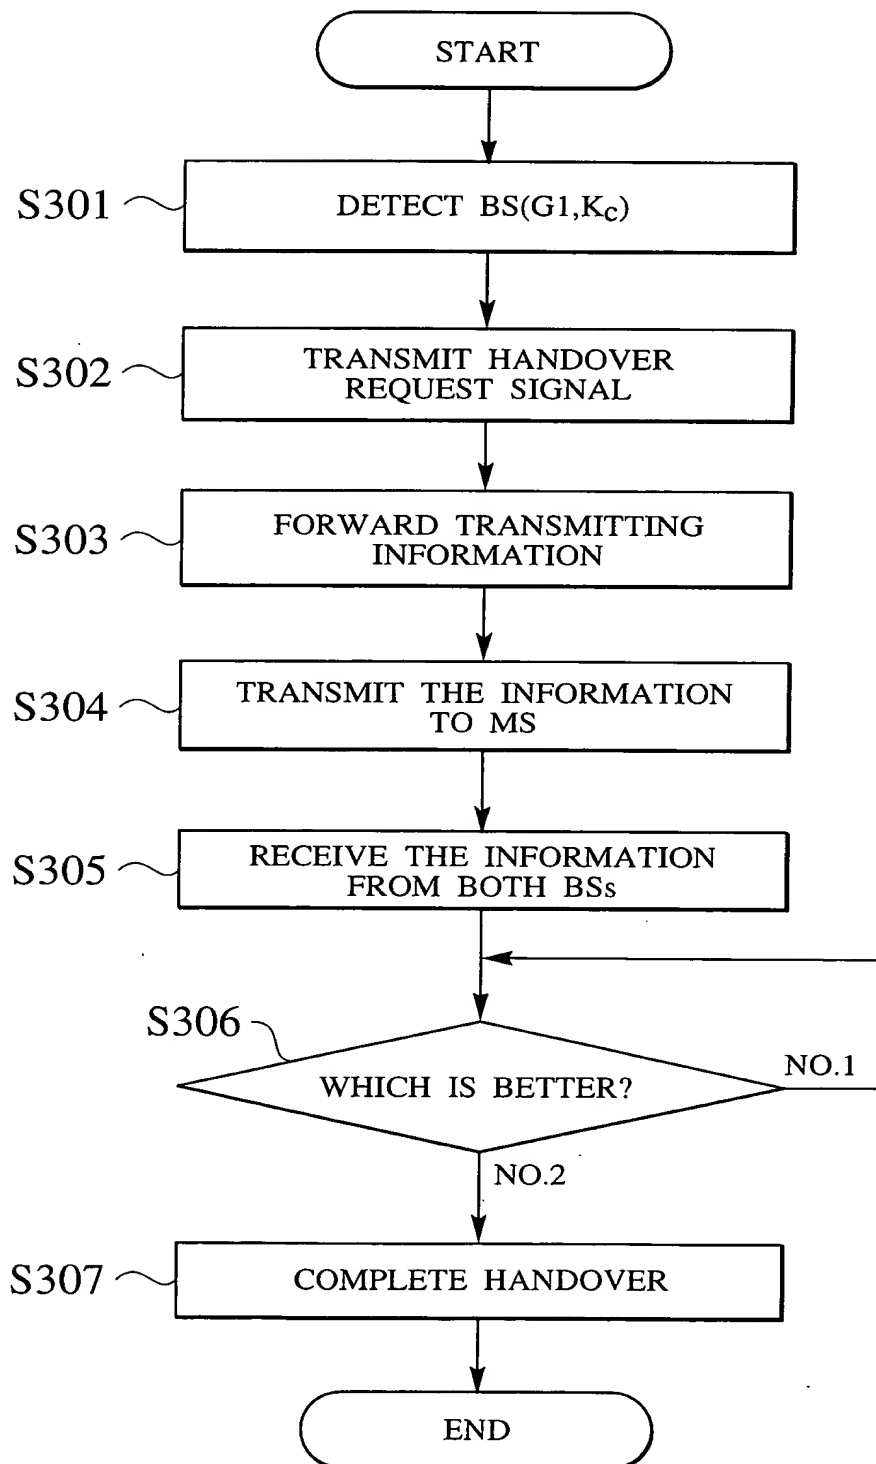 START
S301
DETECT BS(G1,KC)
S302
TRANSMIT HANDOVER
REQUEST SIGNAL
S303
FORWARD TRANSMITTING
INFORMATION
S304
TRANSMIT THE INFORMATION
TO MS
S305
RECEIVE THE INFORMATION
FROM BOTH BSs
S306
WHICH IS BETTER?
NO.1
NO.2
S307
COMPLETE HANDOVER
END